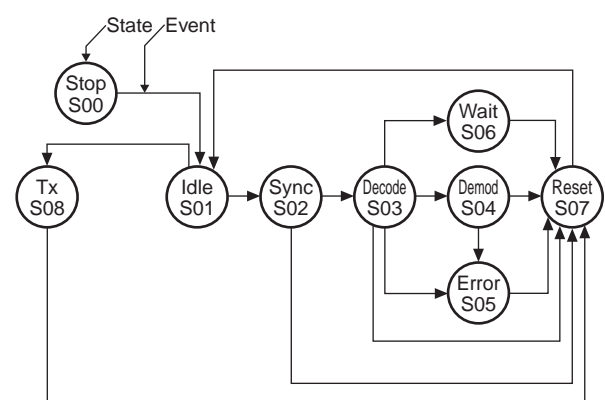 State Event
Stop
S00
Wait
S06
Tx
S08
Idle
S01
Sync
S02
Decode
S03
Demod
S04
Reset
S07
Error
S05